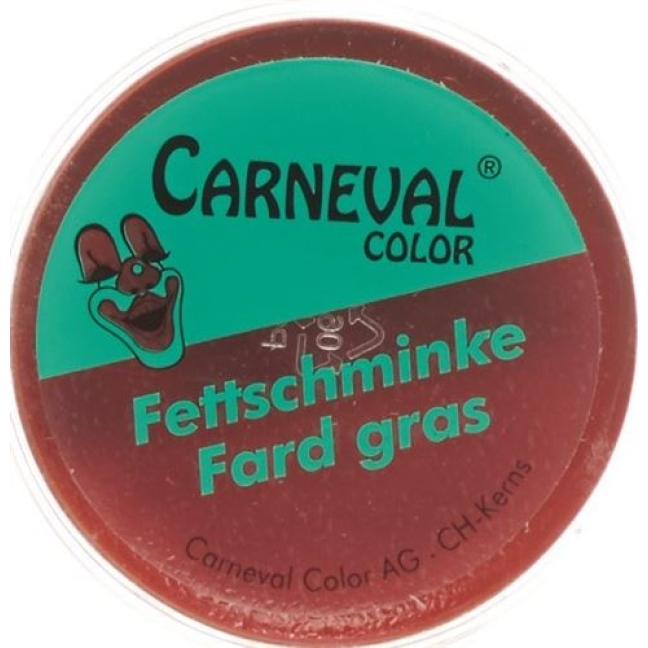 CARNEVAL®
COLOR
Fettschminke
Fard gras
Carneval Color AG . CH-Kerns